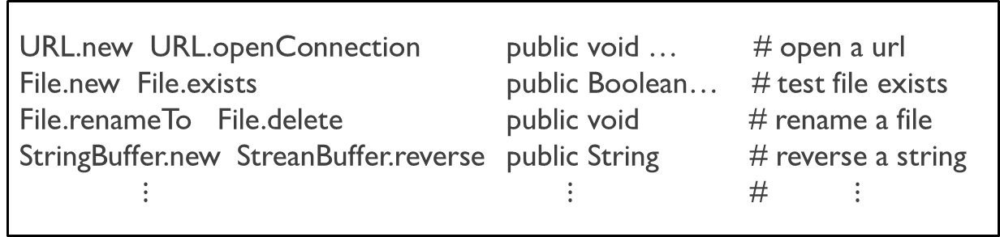 URL.new URL.openConnection public void … # open a url
File.new File.exists public Boolean… # test file exists
File.renameTo File.delete public void # rename a file
StringBuffer.new StreanBuffer.reverse public String # reverse a string
⋮ ⋮ # ⋮